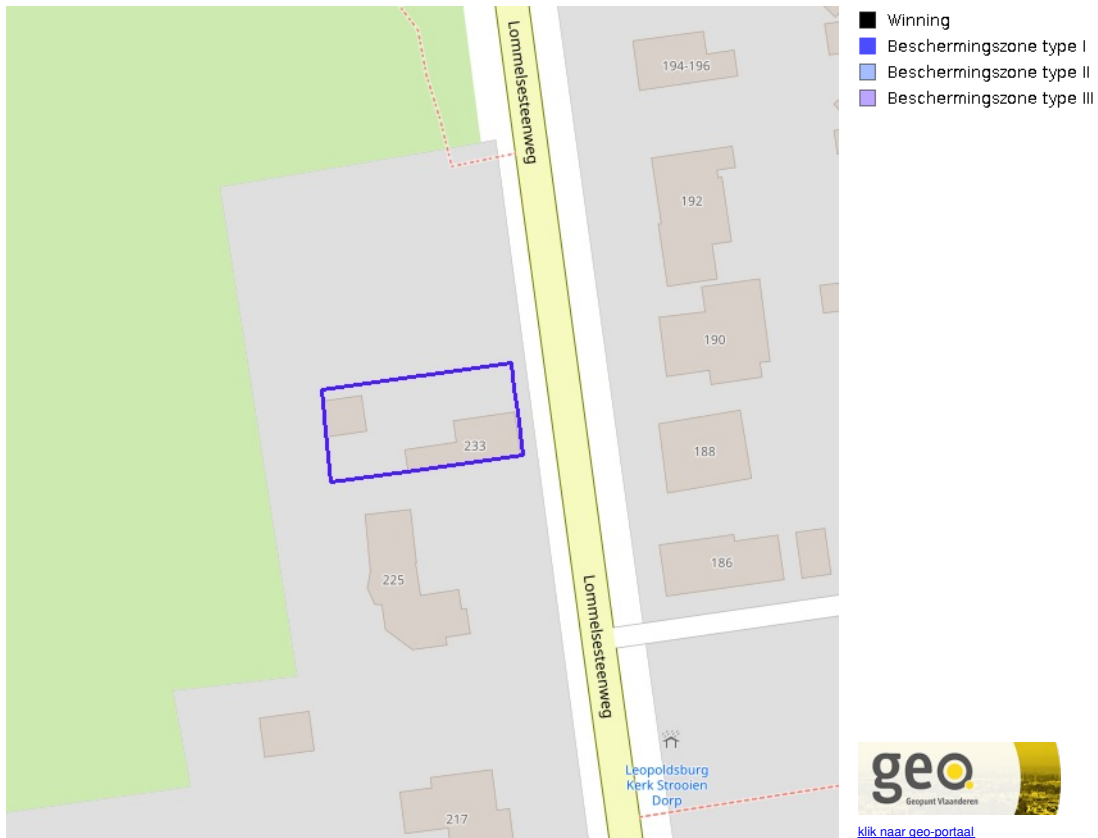 Lommelsesteenweg
194-196
192
190
233
188
186
225
Lommelsesteenweg
Leopoldsburg
Kerk Strooien
Dorp
217
Winning
Beschermingszone type I
Beschermingszone type II
Beschermingszone type III
geo
Geopunt Vlaanderen
klik naar geo-portaal